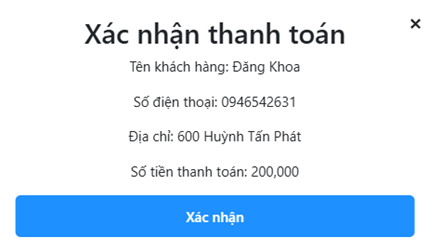 Xác nhận thanh toán
Tên khách hàng: Đăng Khoa
Số điện thoại: 0946542631
Địa chỉ: 600 Huỳnh Tấn Phát
Số tiền thanh toán: 200,000
Xác nhận